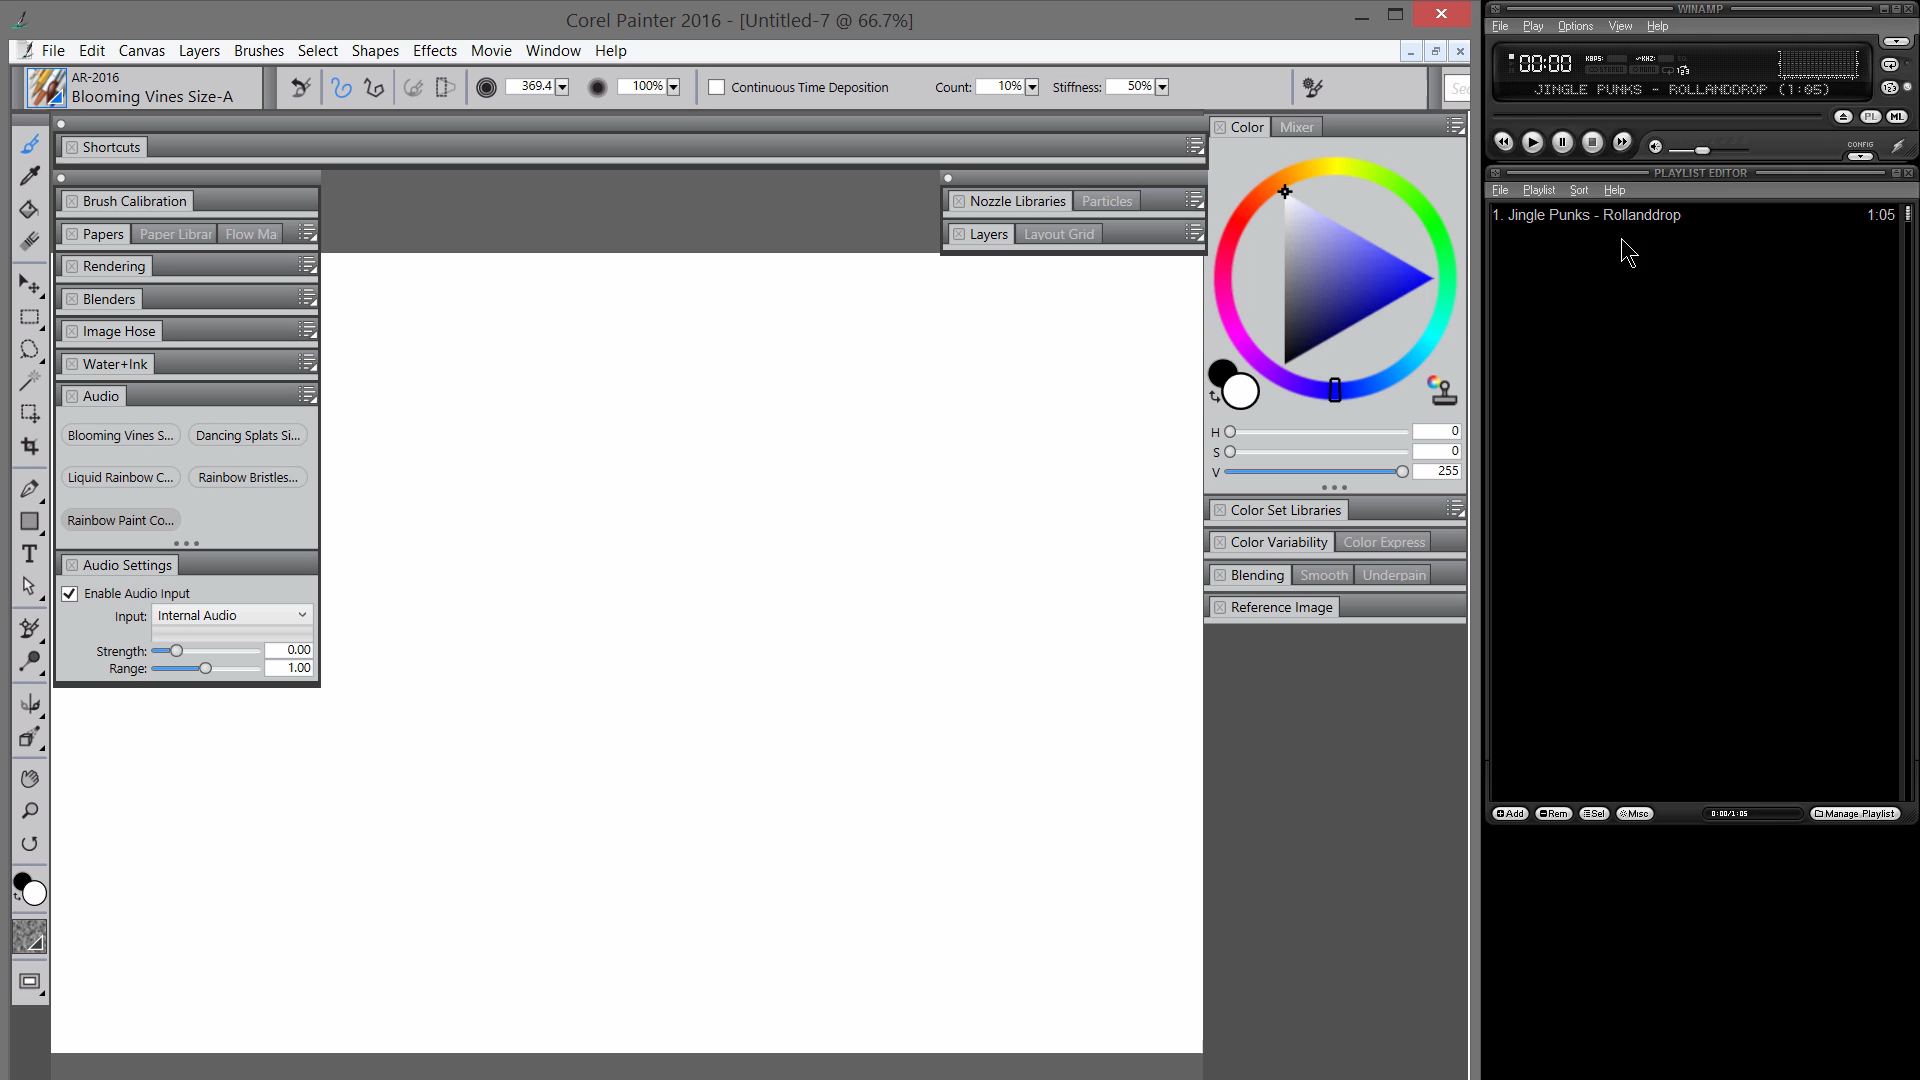 Corel Painter 2016 - [Untitled-7 @ 66.7%]
File Edit Canvas Layers Brushes Select Shapes Effects Movie Window Help
AR-2016
Blooming Vines Size-A
369.4
100%
Continuous Time Deposition
Count: 10%
Stiffness: 50%
Shortcuts
Brush Calibration
Papers Paper Librar Flow Ma
Rendering
Blenders
Image Hose
Water+Ink
Audio
Blooming Vines S... Dancing Splats Si...
Liquid Rainbow C... Rainbow Bristles...
Rainbow Paint Co...
Audio Settings
Enable Audio Input
Input: Internal Audio
Strength: 0.00
Range: 1.00
Nozzle Libraries Particles
Layers Layout Grid
Color Mixer
H 0
S 0
V 255
Color Set Libraries
Color Variability Color Express
Blending Smooth Underpain
Reference Image
WINAMP
File Play Options View Help
00:00
KBPS: KHZ:
JINGLE PUNKS - ROLLANDDROP (1:05)
PL ML
CONFIG
PLAYLIST EDITOR
File Playlist Sort Help
1. Jingle Punks - Rollanddrop 1:05
Add Rem Sel Misc 0:00/1:05 Manage Playlist